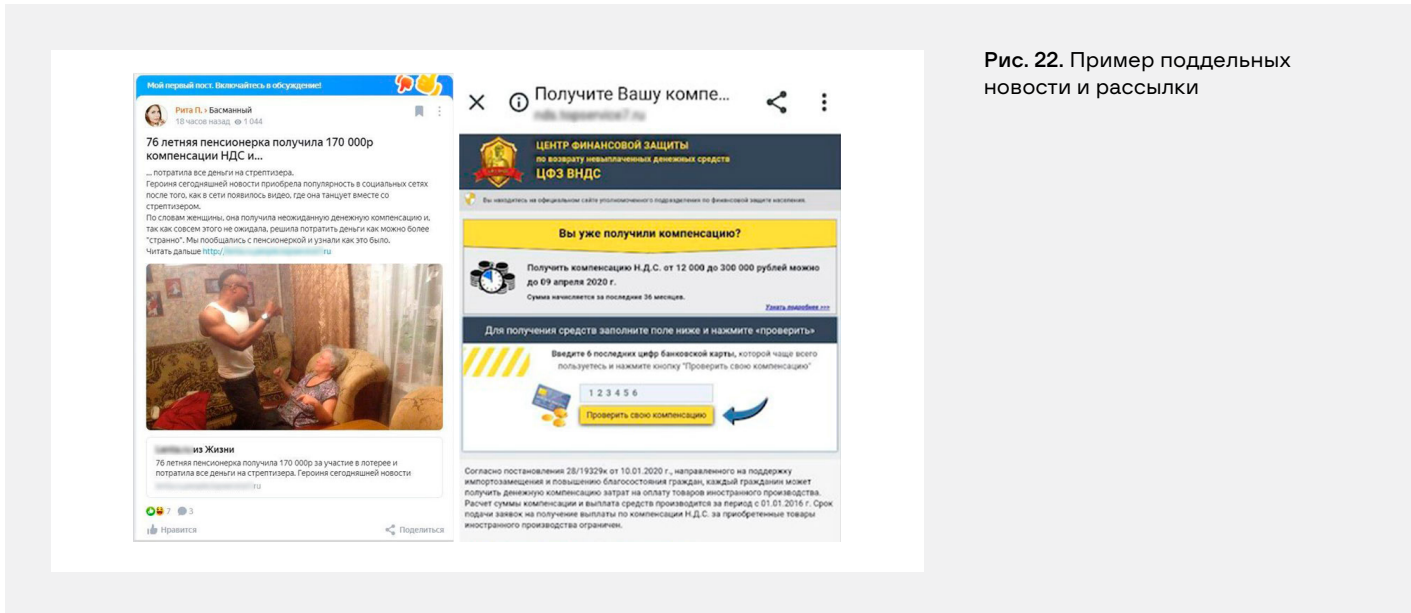 Мой первый пост. Включайтесь в обсуждение!
Рита П. › Басманный
18 часов назад 1 044
76 летняя пенсионерка получила 170 000р
компенсации НДС и...
... потратила все деньги на стриптизера.
Героиня сегодняшней новости приобрела популярность в социальных сетях
после того, как в сети появилось видео, где она танцует вместе со
стрептизером.
По словам женщины, она получила неожиданную денежную компенсацию и,
так как совсем этого не ожидала, решила потратить деньги как можно более
"странно". Мы пообщались с пенсионеркой и узнали как это было.
Читать дальше http:/ ru
из Жизни
76 летняя пенсионерка получила 170 000р за участие в лотерее и
потратила все деньги на стриптизера. Героиня сегодняшней новости
ru
7 3
Нравится Поделиться
Получите Вашу компе...
ЦЕНТР ФИНАНСОВОЙ ЗАЩИТЫ
по возврату невыплаченных денежных средств
ЦФЗ ВНДС
Вы находитесь на официальном сайте уполномоченного подразделения по финансовой защите населения.
Вы уже получили компенсацию?
Получить компенсацию Н.Д.С. от 12 000 до 300 000 рублей можно
до 09 апреля 2020 г.
Сумма начисляется за последние 36 месяцев.
Узнать подробнее >>>
Для получения средств заполните поле ниже и нажмите «проверить»
Введите 6 последних цифр банковской карты, которой чаще всего
пользуетесь и нажмите кнопку "Проверить свою компенсацию"
1 2 3 4 5 6
Проверить свою компенсацию
Согласно постановления 28/19329к от 10.01.2020 г., направленного на поддержку
импортозамещения и повышению благосостояния граждан, каждый гражданин может
получить денежную компенсацию затрат на оплату товаров иностранного производства.
Расчет суммы компенсации и выплата средств производится за период с 01.01.2016 г. Срок
подачи заявок на получение выплаты по компенсации Н.Д.С. за приобретенные товары
иностранного производства ограничен.
Рис. 22. Пример поддельных
новости и рассылки